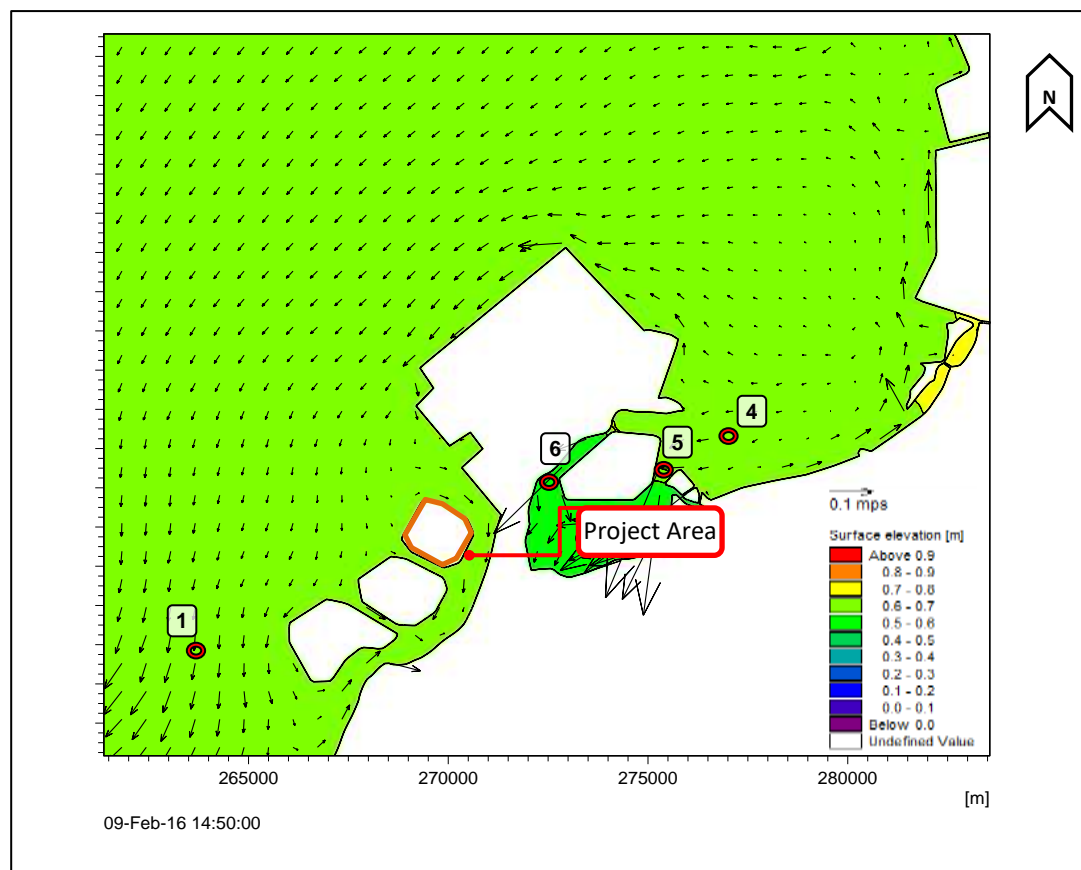 N
4
5
6
Project Area
1
0.1 mps
Surface elevation [m]
Above 0.9
0.8 - 0.9
0.7 - 0.8
0.6 - 0.7
0.5 - 0.6
0.4 - 0.5
0.3 - 0.4
0.2 - 0.3
0.1 - 0.2
0.0 - 0.1
Below 0.0
Undefined Value
265000 270000 275000 280000
[m]
09-Feb-16 14:50:00